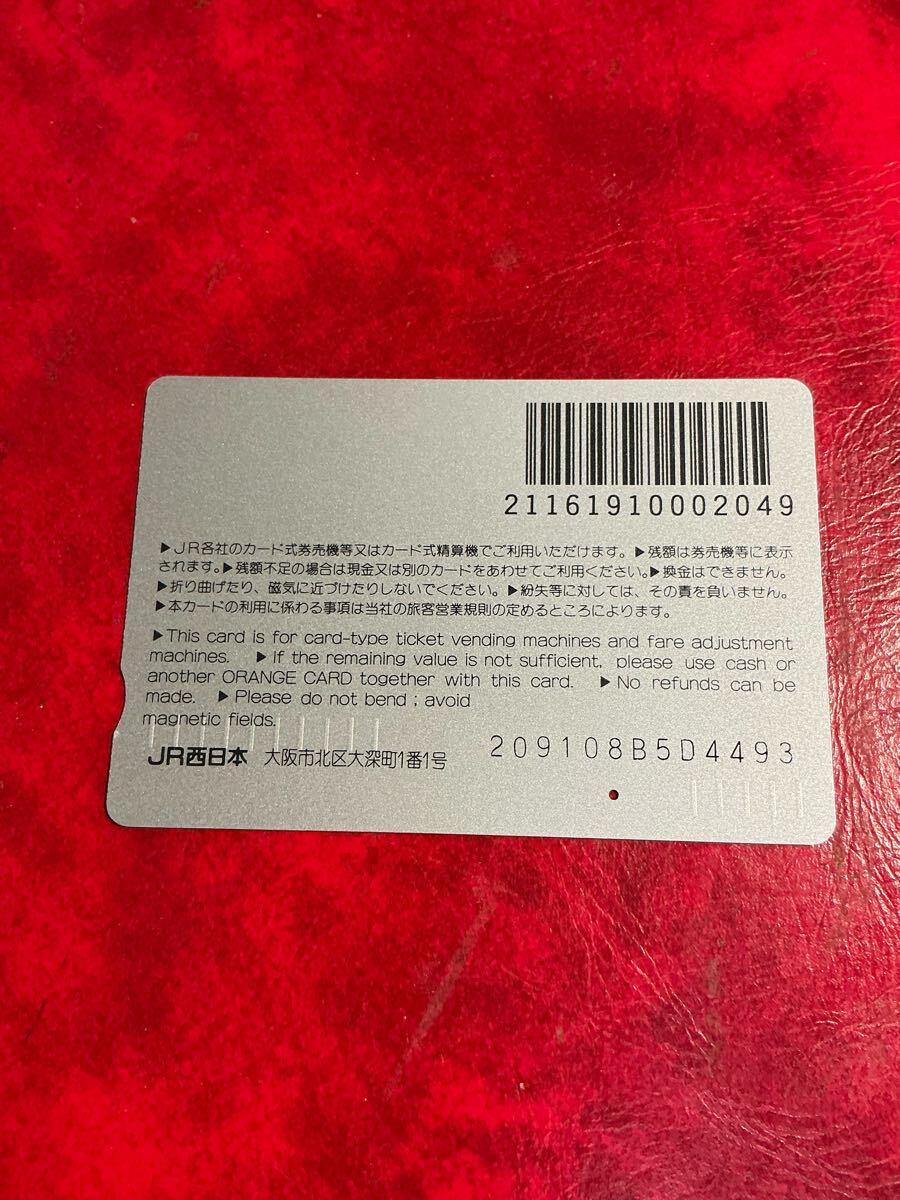 21161910002049
▶JR各社のカード式券売機等又はカード式精算機でご利用いただけます。▶残額は券売機等に表示
されます。▶残額不足の場合は現金又は別のカードをあわせてご利用ください。▶換金はできません。
▶折り曲げたり、磁気に近づけたりしないでください。▶紛失等に対しては、その責を負いません。
▶本カードの利用に係わる事項は当社の旅客営業規則の定めるところによります。
▶This card is for card-type ticket vending machines and fare adjustment
machines. ▶If the remaining value is not sufficient, please use cash or
another ORANGE CARD together with this card. ▶No refunds can be
made. ▶Please do not bend ; avoid
magnetic fields.
JR西日本 大阪市北区大深町1番1号 209108B5D4493